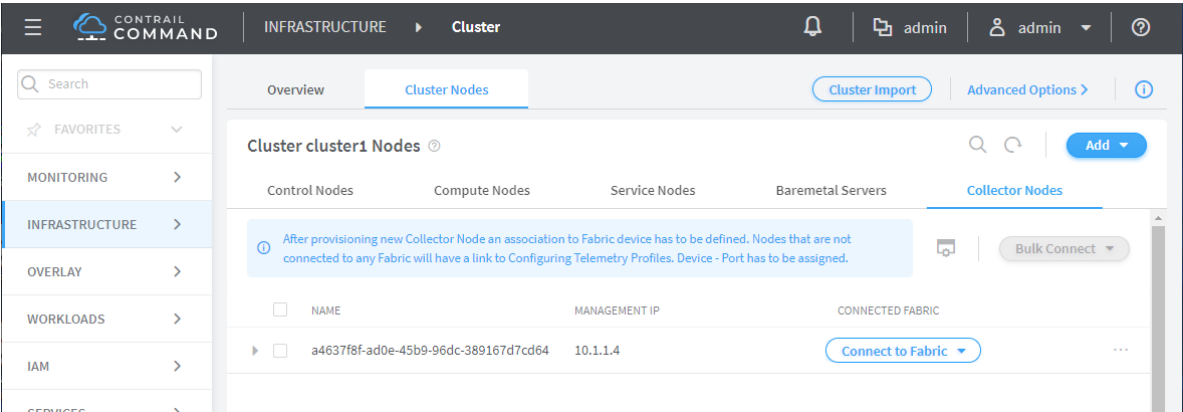 CONTRAIL
COMMAND
INFRASTRUCTURE
Cluster
admin
admin
Search
FAVORITES
MONITORING
INFRASTRUCTURE
OVERLAY
WORKLOADS
IAM
SERVICES
Overview
Cluster Nodes
Cluster Import
Advanced Options >
Cluster cluster1 Nodes
Add
Control Nodes
Compute Nodes
Service Nodes
Baremetal Servers
Collector Nodes
After provisioning new Collector Node an association to Fabric device has to be defined. Nodes that are not
connected to any Fabric will have a link to Configuring Telemetry Profiles. Device - Port has to be assigned.
Bulk Connect
NAME MANAGEMENT IP CONNECTED FABRIC
a4637f8f-ad0e-45b9-96dc-389167d7cd64 10.1.1.4 Connect to Fabric